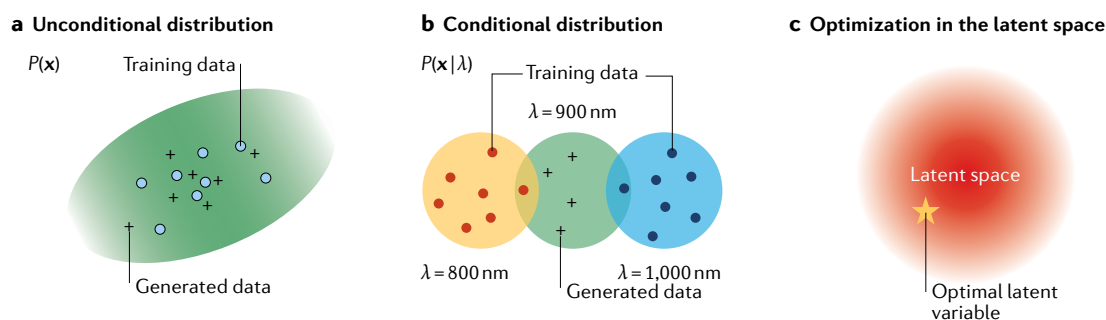 a Unconditional distribution
P(x)
Training data
Generated data
b Conditional distribution
P(x|λ)
Training data
λ = 900 nm
λ = 800 nm
λ = 1,000 nm
Generated data
c Optimization in the latent space
Latent space
Optimal latent
variable